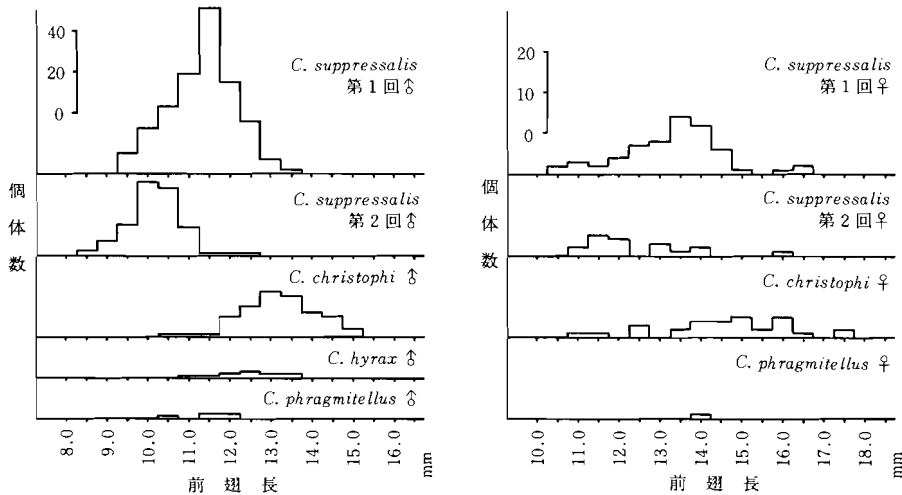 40
20
0
C. suppressalis
第1回♂
C. suppressalis
第2回♂
C. christophi ♂
C. hyrax ♂
C. phragmitellus ♂
個体数
8.0 9.0 10.0 11.0 12.0 13.0 14.0 15.0 16.0 mm
前翅長
20
10
0
C. suppressalis
第1回♀
C. suppressalis
第2回♀
C. christophi ♀
C. phragmitellus ♀
個体数
10.0 11.0 12.0 13.0 14.0 15.0 16.0 17.0 18.0 mm
前翅長